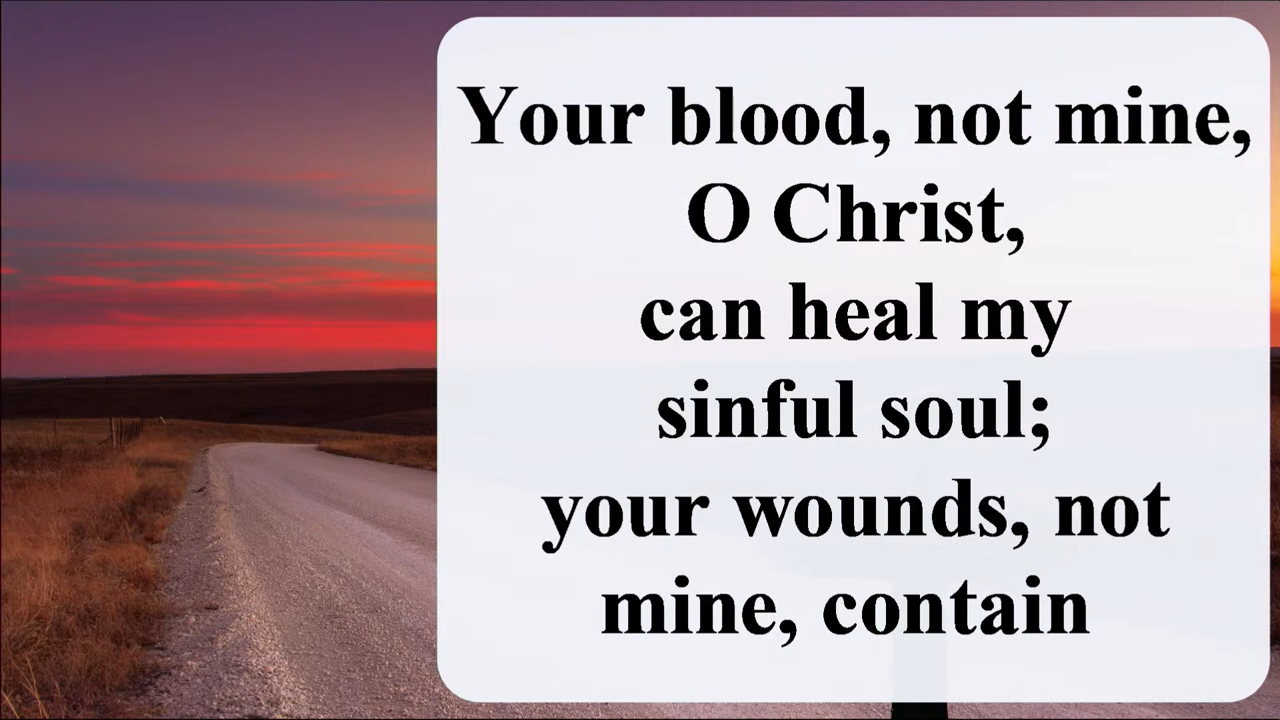 Your blood, not mine,
O Christ,
can heal my
sinful soul;
your wounds, not
mine, contain